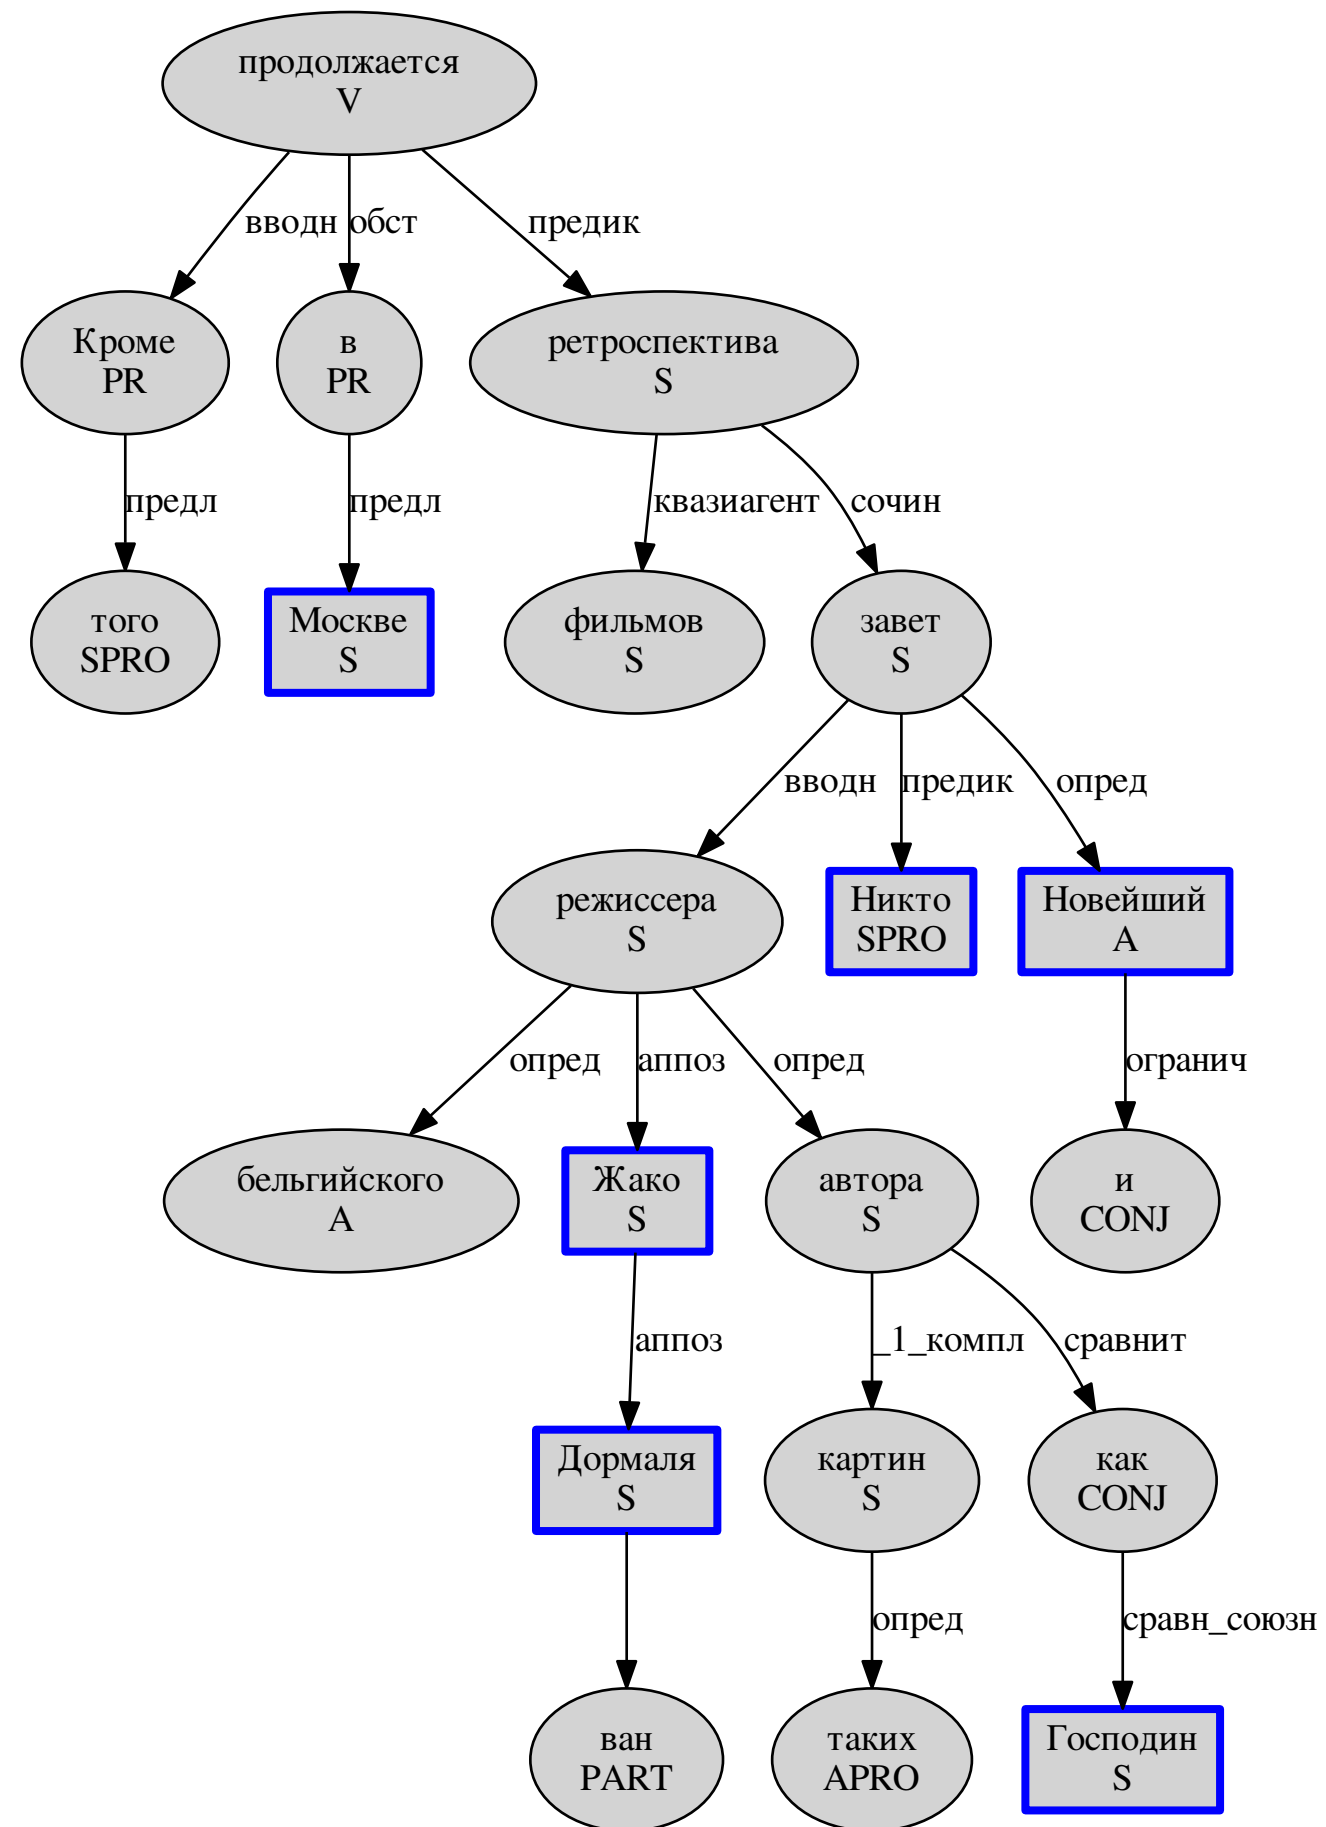 продолжается
V
вводн
обст
предик
Кроме
PR
в
PR
ретроспектива
S
предл
предл
квазиагент
сочин
того
SPRO
Москве
S
фильмов
S
завет
S
вводн
предик
опред
режиссера
S
Никто
SPRO
Новейший
A
опред
аппоз
опред
огранич
бельгийского
A
Жако
S
автора
S
и
CONJ
аппоз
_1_компл
сравнит
Дормаля
S
картин
S
как
CONJ
опред
сравн_союзн
ван
PART
таких
APRO
Господин
S